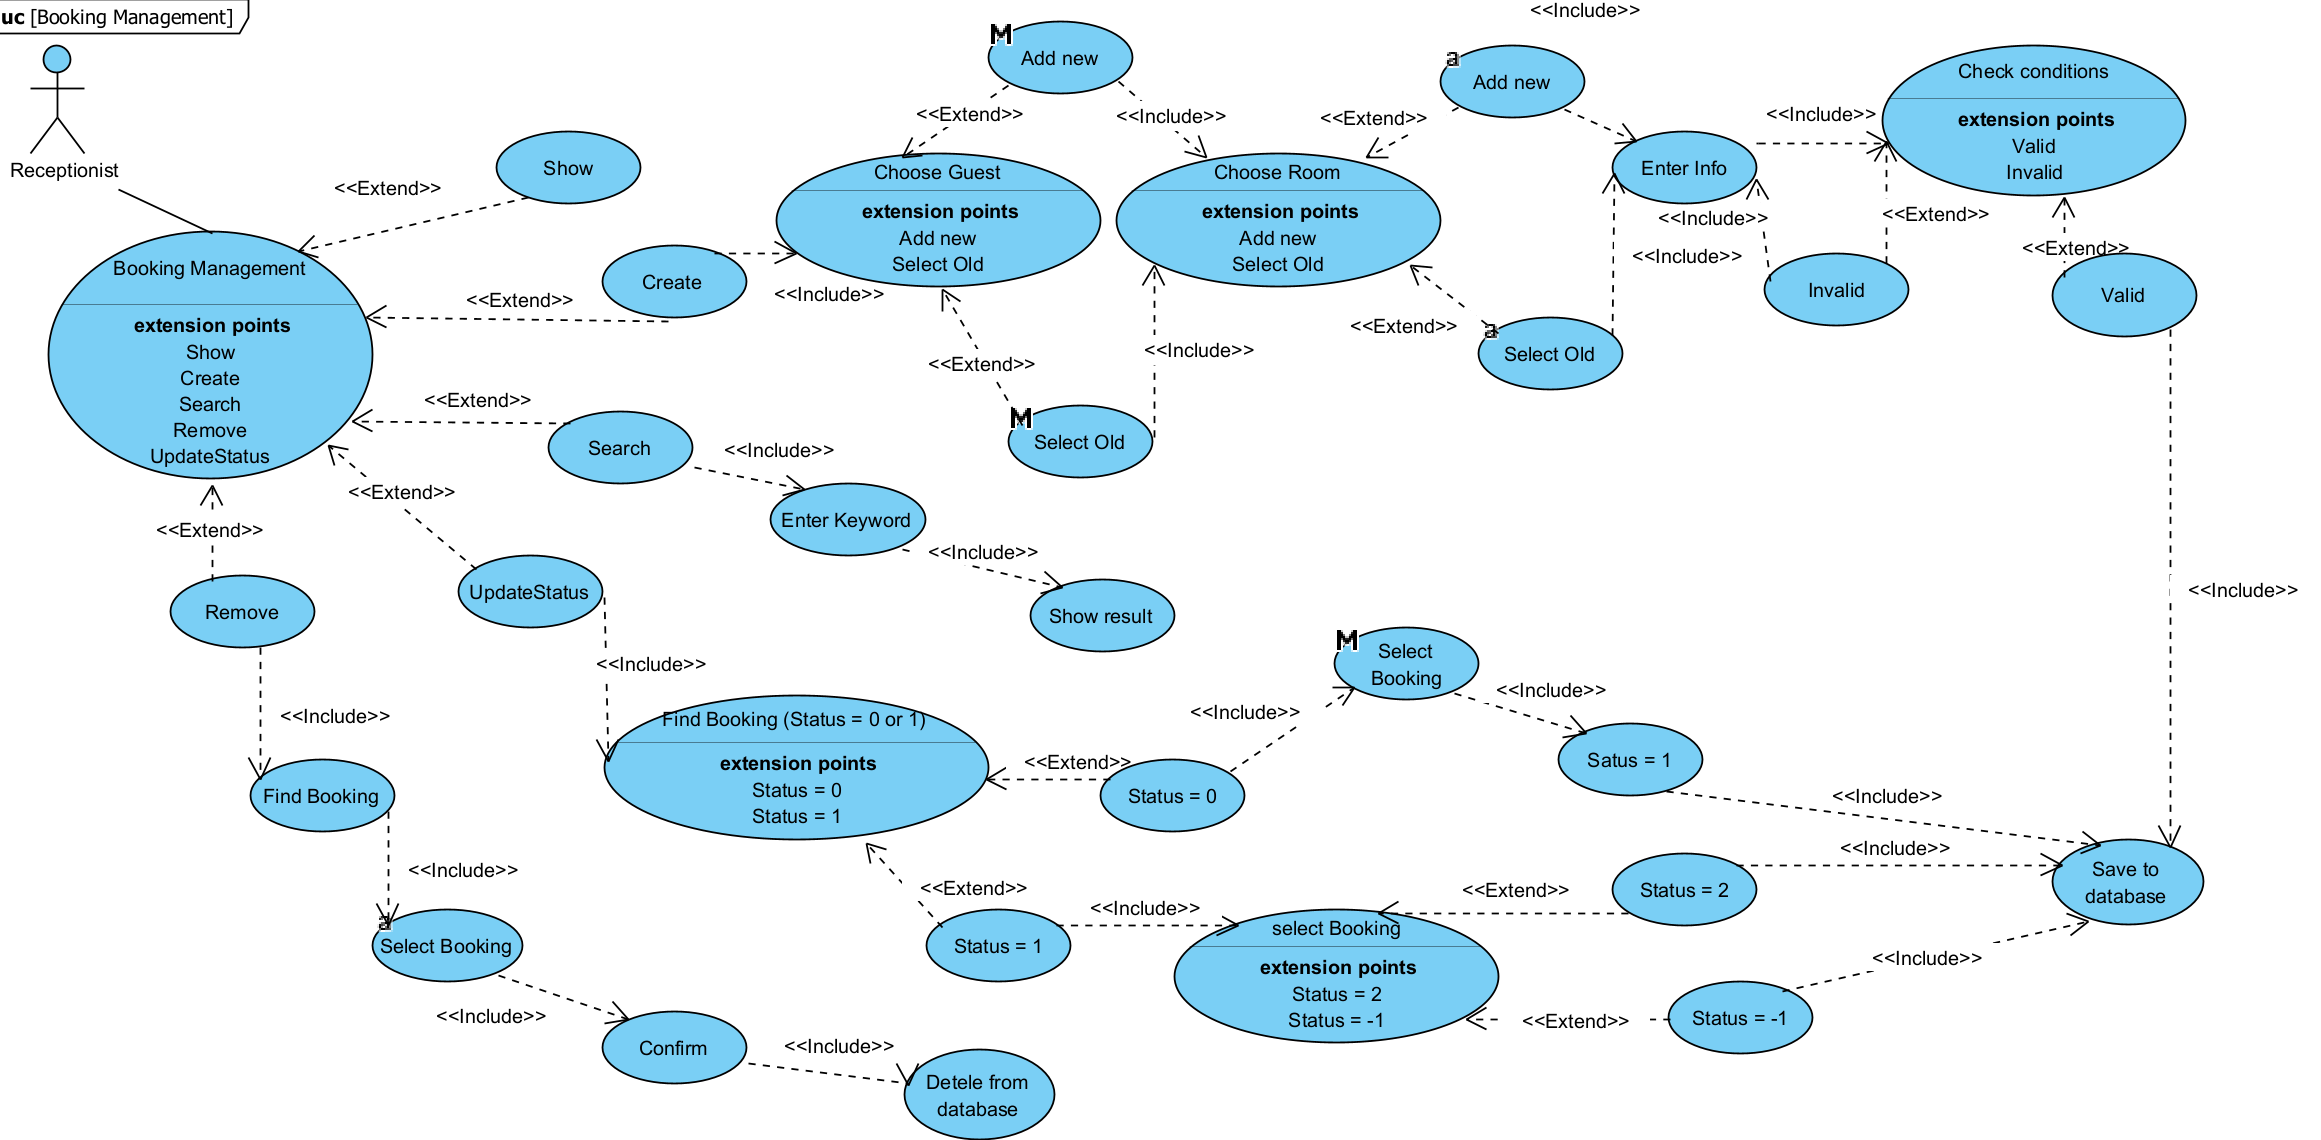 uc [Booking Management]
Receptionist
<<Include>>
M
Add new
a
Add new
Check conditions
extension points
Valid
Invalid
<<Extend>>
<<Include>>
<<Extend>>
<<Include>>
Show
<<Extend>>
Choose Guest
extension points
Add new
Select Old
Choose Room
extension points
Add new
Select Old
Enter Info
<<Include>>
<<Extend>>
<<Include>>
<<Extend>>
Booking Management
extension points
Show
Create
Search
Remove
UpdateStatus
Create
<<Include>>
<<Extend>>
Invalid
Valid
<<Extend>>
a
Select Old
<<Include>>
<<Extend>>
<<Extend>>
M
Select Old
Search
<<Include>>
<<Extend>>
Enter Keyword
<<Extend>>
<<Include>>
Show result
Remove
UpdateStatus
<<Include>>
<<Include>>
M
Select
Booking
<<Include>>
<<Include>>
<<Include>>
Find Booking (Status = 0 or 1)
extension points
Status = 0
Status = 1
<<Extend>>
Status = 0
Satus = 1
<<Include>>
Find Booking
<<Include>>
<<Include>>
Save to
database
<<Extend>>
<<Include>>
<<Extend>>
Status = 2
a
Select Booking
Status = 1
select Booking
extension points
Status = 2
Status = -1
<<Include>>
<<Extend>>
Status = -1
<<Include>>
Confirm
<<Include>>
Detele from
database